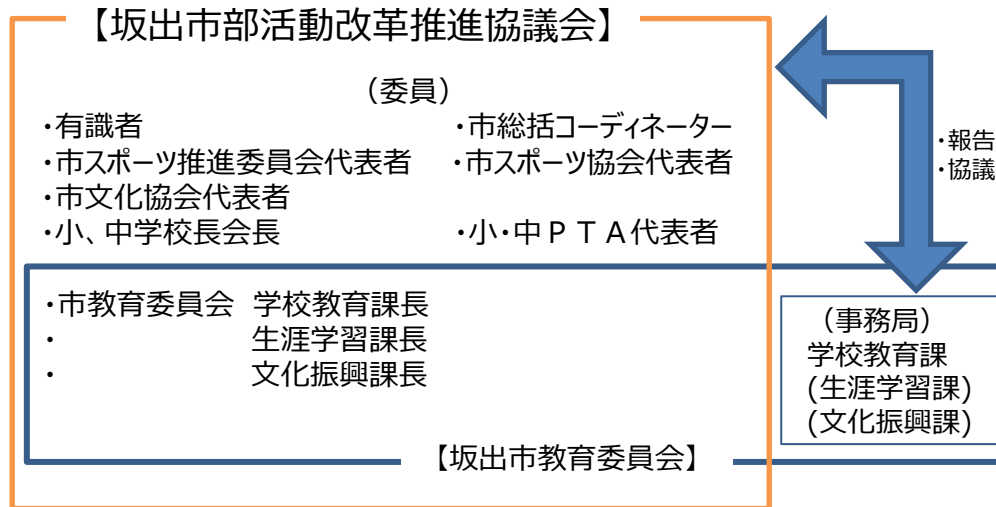 【坂出市部活動改革推進協議会】
（委員）
・有識者 ・市総括コーディネーター
・市スポーツ推進委員会代表者 ・市スポーツ協会代表者
・市文化協会代表者
・小、中学校長会長 ・小・中ＰＴＡ代表者
・市教育委員会 学校教育課長
・ 生涯学習課長
・ 文化振興課長
【坂出市教育委員会】
・報告
・協議
（事務局）
学校教育課
(生涯学習課)
(文化振興課)